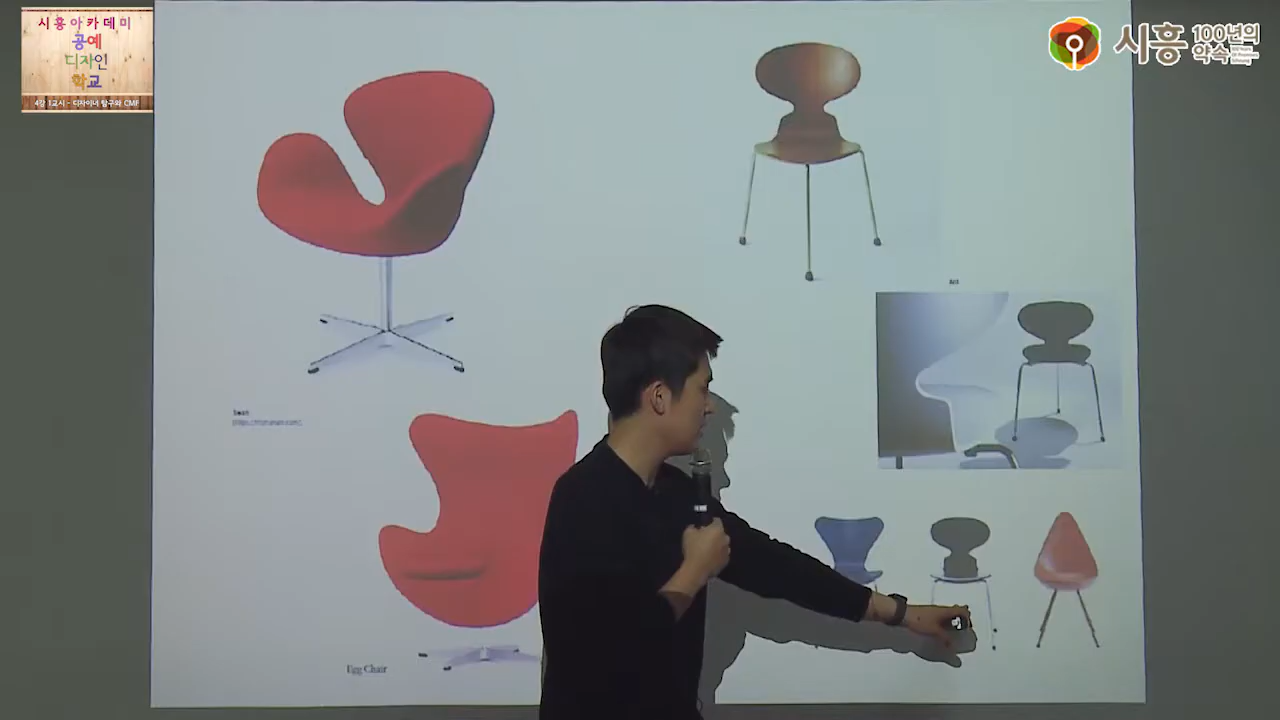 시흥아카데미
공예
디자인
학교
4강 1교시 - 디자이너 탐구와 CMF
시흥 100년의
약속
Swan
Ant
Egg Chair